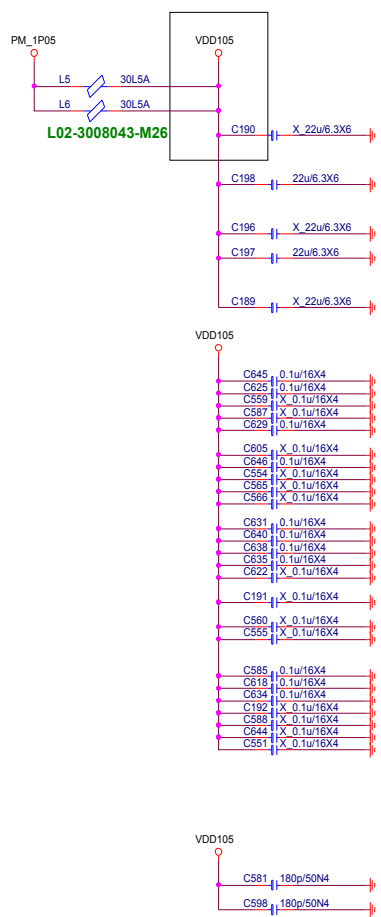 PM_1P05 VDD105
L5 30L5A
L6 30L5A
L02-3008043-M26
C190 X_22u/6.3X6
C198 22u/6.3X6
C196 X_22u/6.3X6
C197 22u/6.3X6
C189 X_22u/6.3X6
VDD105
C645 0.1u/16X4
C625 0.1u/16X4
C559 X_0.1u/16X4
C587 X_0.1u/16X4
C629 0.1u/16X4
C605 X_0.1u/16X4
C646 0.1u/16X4
C554 X_0.1u/16X4
C565 X_0.1u/16X4
C566 X_0.1u/16X4
C631 0.1u/16X4
C640 0.1u/16X4
C638 0.1u/16X4
C635 0.1u/16X4
C622 X_0.1u/16X4
C191 X_0.1u/16X4
C560 X_0.1u/16X4
C555 X_0.1u/16X4
C585 0.1u/16X4
C618 0.1u/16X4
C634 0.1u/16X4
C192 X_0.1u/16X4
C588 X_0.1u/16X4
C644 X_0.1u/16X4
C551 X_0.1u/16X4
VDD105
C581 180p/50N4
C598 180p/50N4